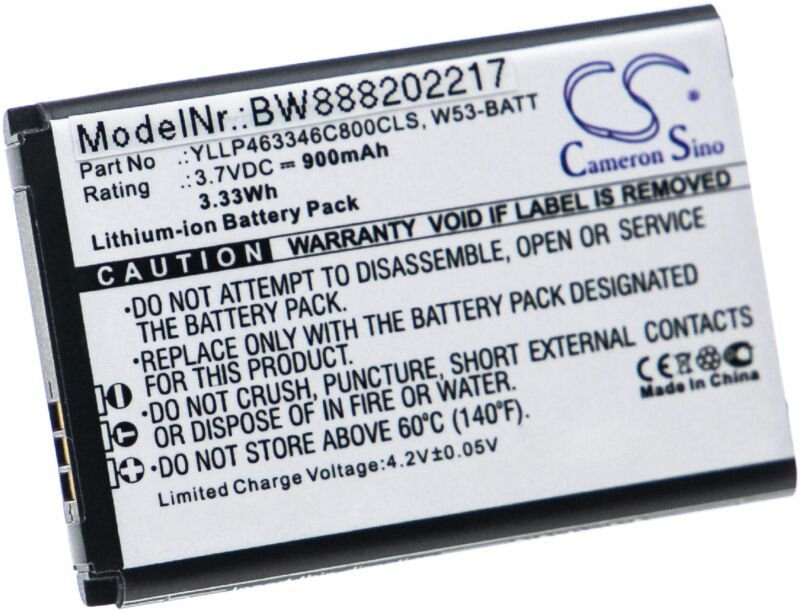 ModelNr.:BW888202217
Part No :YLLP463346C800CLS, W53-BATT
Rating :3.7VDC ⎓ 900mAh
3.33Wh
Lithium-ion Battery Pack
CS
Cameron Sino
CAUTION WARRANTY VOID IF LABEL IS REMOVED
•DO NOT ATTEMPT TO DISASSEMBLE, OPEN OR SERVICE
THE BATTERY PACK.
•REPLACE ONLY WITH THE BATTERY PACK DESIGNATED
FOR THIS PRODUCT.
•DO NOT CRUSH, PUNCTURE, SHORT EXTERNAL CONTACTS
OR DISPOSE OF IN FIRE OR WATER.
•DO NOT STORE ABOVE 60°C (140°F).
Limited Charge Voltage:4.2V±0.05V
CE
Made in China